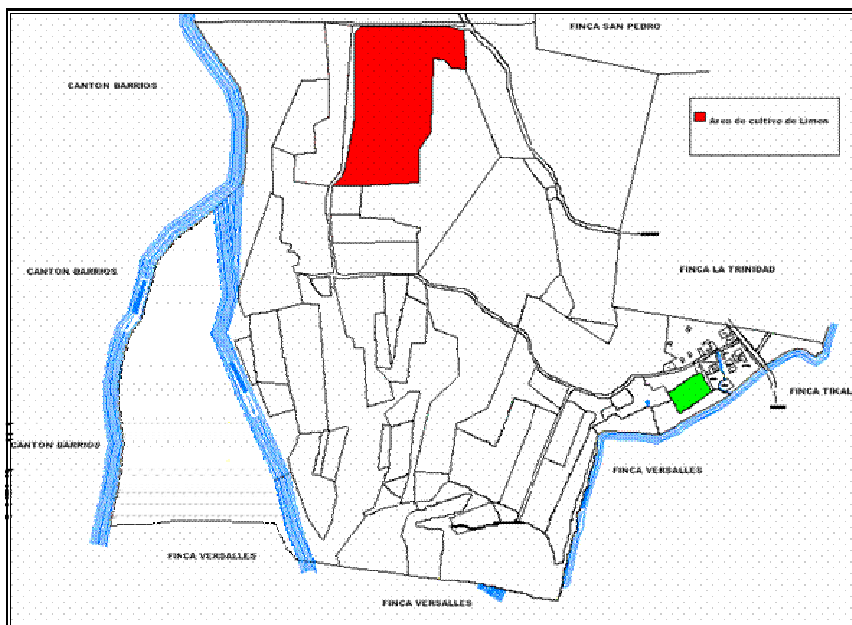 FINCA SAN PEDRO
CANTON BARRIOS
Area de cultivo de Limon
CANTON BARRIOS
FINCA LA TRINIDAD
FINCA TIKAL
CANTON BARRIOS
FINCA VERSALLES
FINCA VERSALLES
FINCA VERSALLES